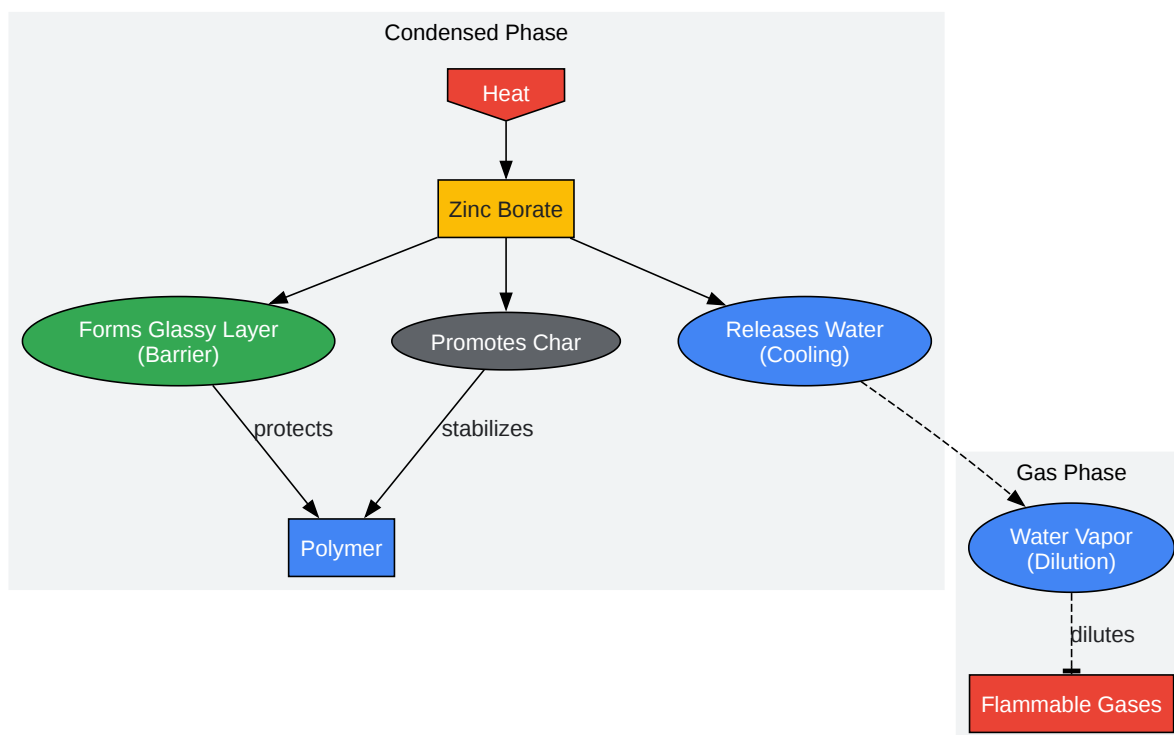 Condensed Phase
Heat
Zinc Borate
Forms Glassy Layer
(Barrier)
Promotes Char
Releases Water
(Cooling)
protects
stabilizes
Polymer
Gas Phase
Water Vapor
(Dilution)
dilutes
Flammable Gases